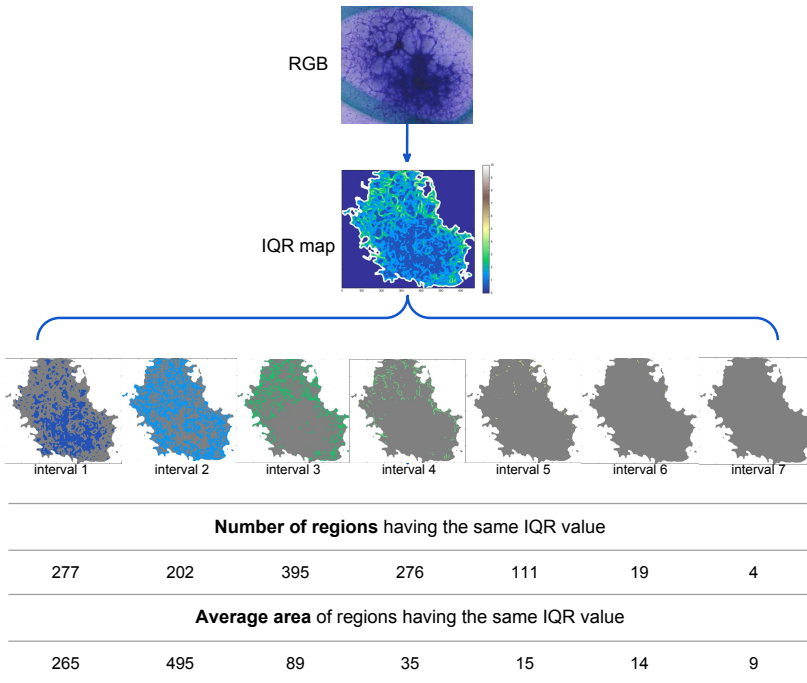 RGB
IQR map
interval 1 interval 2 interval 3 interval 4 interval 5 interval 6 interval 7
Number of regions having the same IQR value
277 202 395 276 111 19 4
Average area of regions having the same IQR value
265 495 89 35 15 14 9